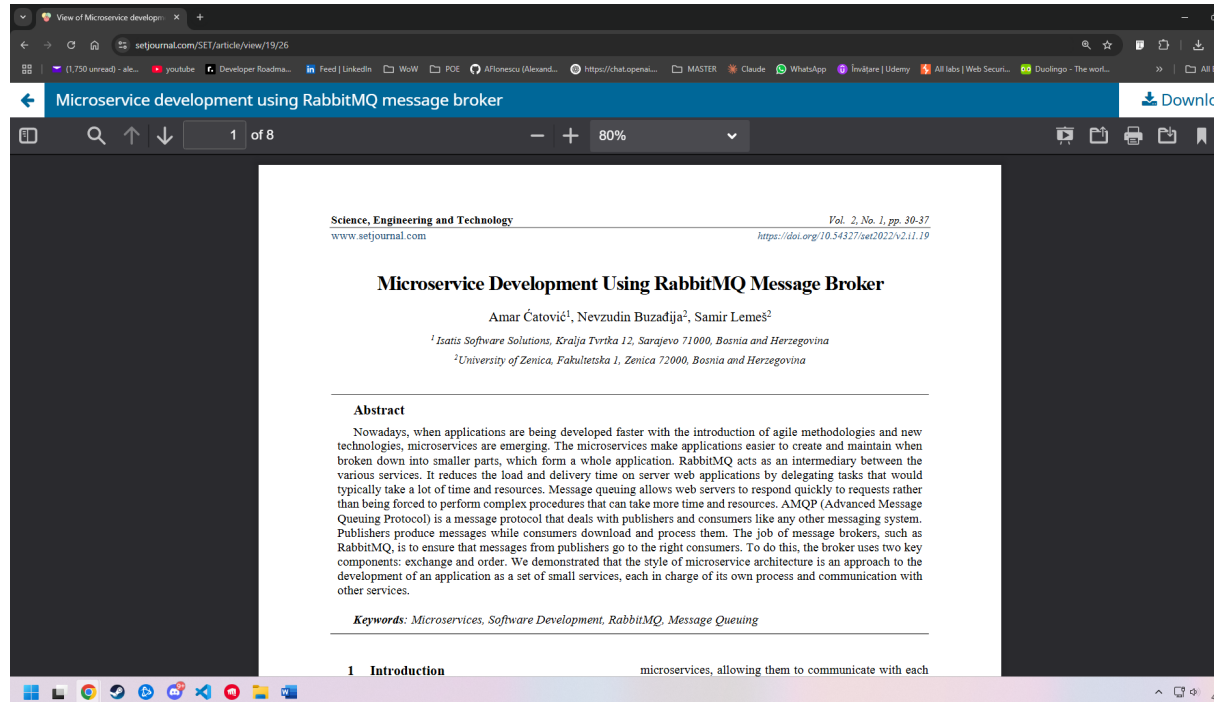 View of Microservice developm
setjournal.com/SET/article/view/19/26
(1,750 unread) - ale...
youtube
Developer Roadma...
Feed | LinkedIn
WoW
POE
AFIonescu (Alexand...
https://chat.openai....
MASTER
Claude
WhatsApp
Învățare | Udemy
All labs | Web Securi...
Duolingo - The worl...
»
Microservice development using RabbitMQ message broker
1 of 8
80%
Science, Engineering and Technology
Vol. 2, No. 1, pp. 30-37
www.setjournal.com
https://doi.org/10.54327/set2022/v2.i1.19
Microservice Development Using RabbitMQ Message Broker
Amar Ćatović1, Nevzudin Buzađija2, Samir Lemeš2
1 Isatis Software Solutions, Kralja Tvrtka 12, Sarajevo 71000, Bosnia and Herzegovina
2University of Zenica, Fakultetska 1, Zenica 72000, Bosnia and Herzegovina
Abstract
Nowadays, when applications are being developed faster with the introduction of agile methodologies and new
technologies, microservices are emerging. The microservices make applications easier to create and maintain when
broken down into smaller parts, which form a whole application. RabbitMQ acts as an intermediary between the
various services. It reduces the load and delivery time on server web applications by delegating tasks that would
typically take a lot of time and resources. Message queuing allows web servers to respond quickly to requests rather
than being forced to perform complex procedures that can take more time and resources. AMQP (Advanced Message
Queuing Protocol) is a message protocol that deals with publishers and consumers like any other messaging system.
Publishers produce messages while consumers download and process them. The job of message brokers, such as
RabbitMQ, is to ensure that messages from publishers go to the right consumers. To do this, the broker uses two key
components: exchange and order. We demonstrated that the style of microservice architecture is an approach to the
development of an application as a set of small services, each in charge of its own process and communication with
other services.
Keywords: Microservices, Software Development, RabbitMQ, Message Queuing
1 Introduction
microservices, allowing them to communicate with each